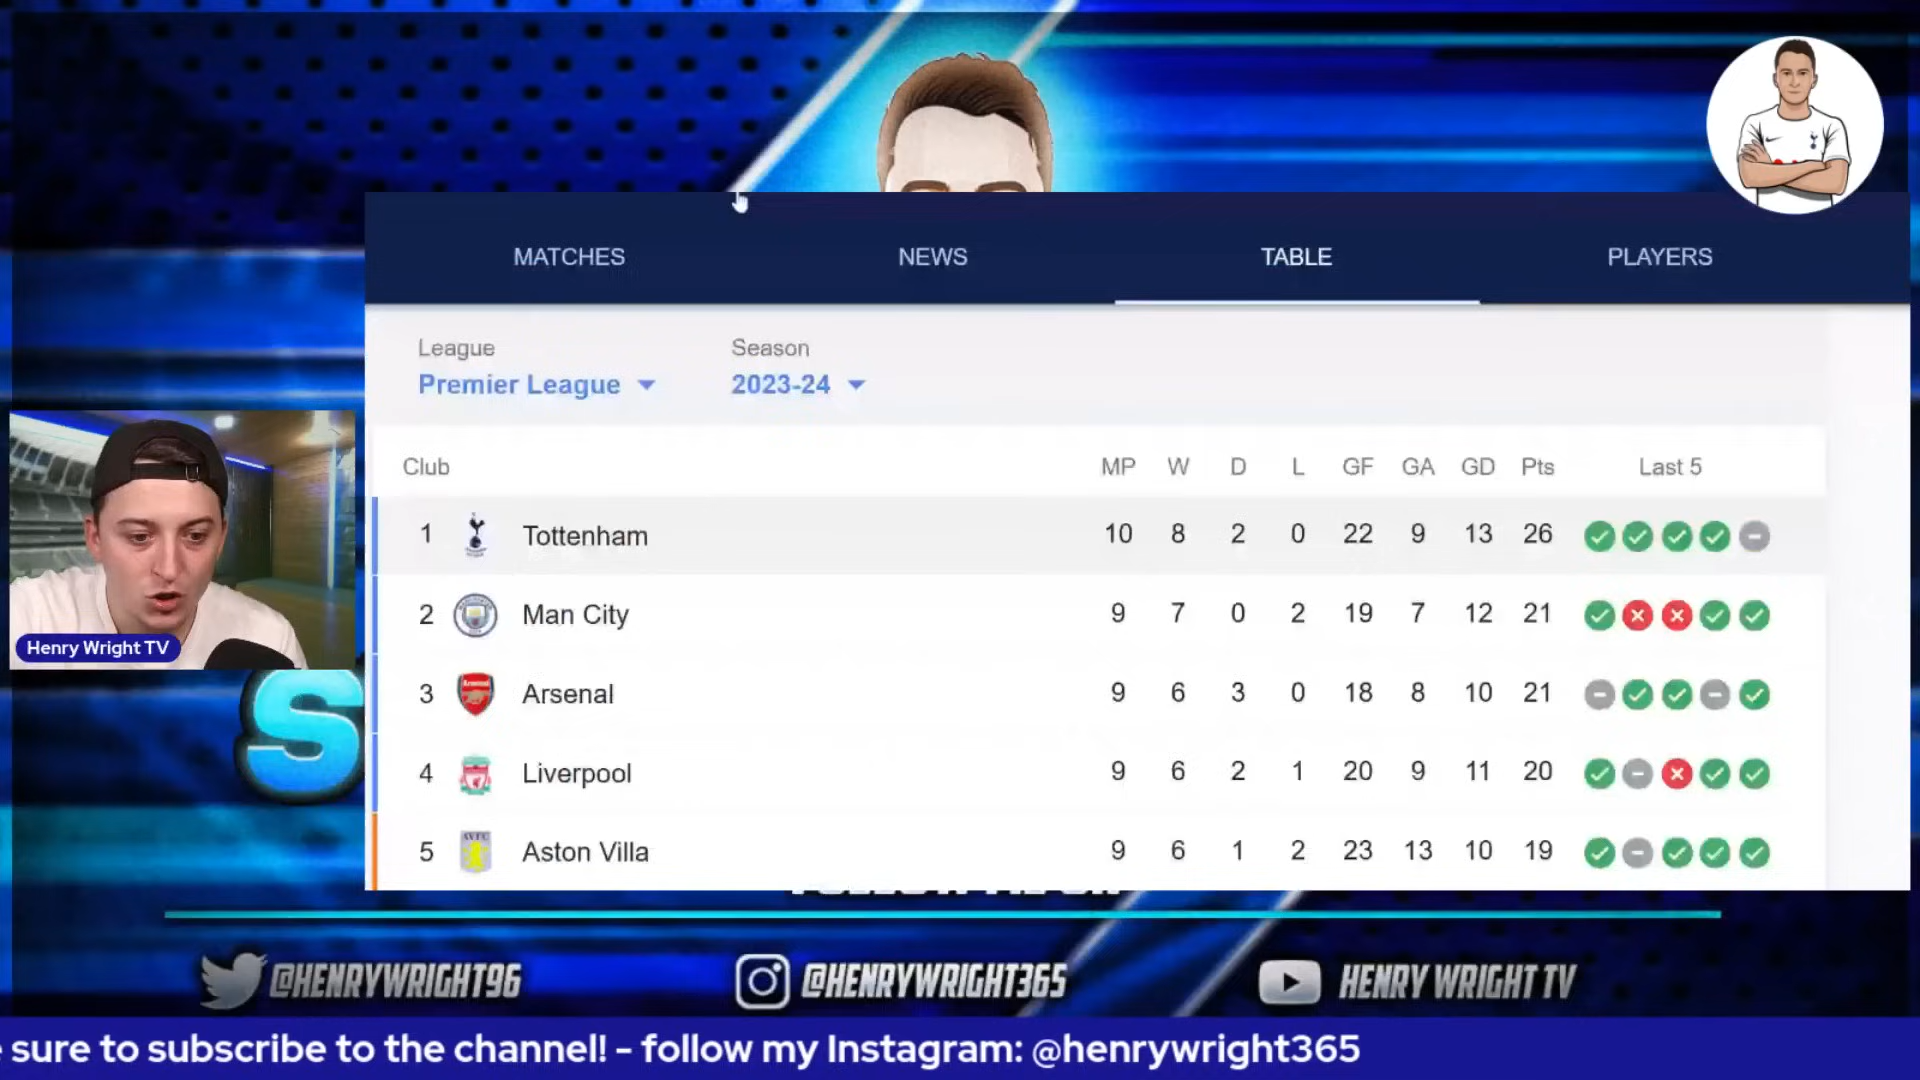 MATCHES NEWS TABLE PLAYERS
League Season
Premier League 2023-24
Club MP W D L GF GA GD Pts Last 5
1 Tottenham 10 8 2 0 22 9 13 26
2 Man City 9 7 0 2 19 7 12 21
3 Arsenal 9 6 3 0 18 8 10 21
4 Liverpool 9 6 2 1 20 9 11 20
5 Aston Villa 9 6 1 2 23 13 10 19
Henry Wright TV
S
@HENRYWRIGHT96 @HENRYWRIGHT365 HENRY WRIGHT TV
sure to subscribe to the channel! - follow my Instagram: @henrywright365